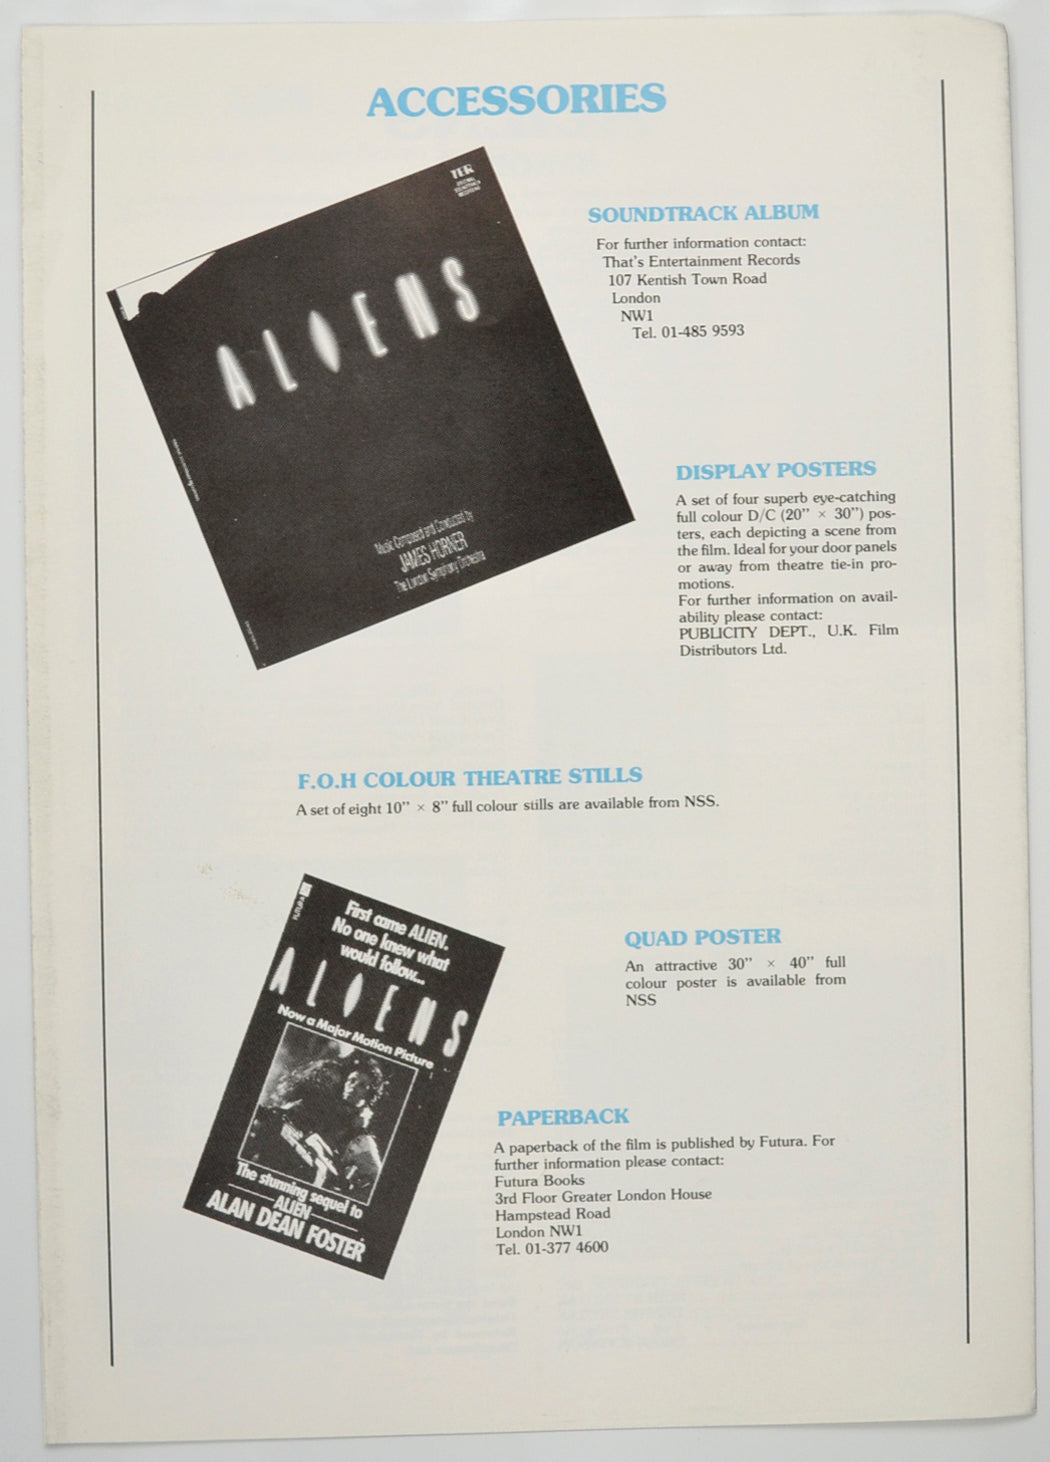 ACCESSORIES
TER
ORIGINAL
SOUNDTRACK
RECORDING
ALIENS
Music Composed and Conducted by
JAMES HORNER
The London Symphony Orchestra
SOUNDTRACK ALBUM
For further information contact:
That's Entertainment Records
107 Kentish Town Road
London
NW1
Tel. 01-485 9593
DISPLAY POSTERS
A set of four superb eye-catching
full colour D/C (20" × 30") pos-
ters, each depicting a scene from
the film. Ideal for your door panels
or away from theatre tie-in pro-
motions.
For further information on avail-
ability please contact:
PUBLICITY DEPT., U.K. Film
Distributors Ltd.
F.O.H COLOUR THEATRE STILLS
A set of eight 10" × 8" full colour stills are available from NSS.
FUTURA
First came ALIEN.
No one knew what
would follow...
ALIENS
Now a Major Motion Picture
The stunning sequel to
ALIEN
ALAN DEAN FOSTER
QUAD POSTER
An attractive 30" × 40" full
colour poster is available from
NSS
PAPERBACK
A paperback of the film is published by Futura. For
further information please contact:
Futura Books
3rd Floor Greater London House
Hampstead Road
London NW1
Tel. 01-377 4600